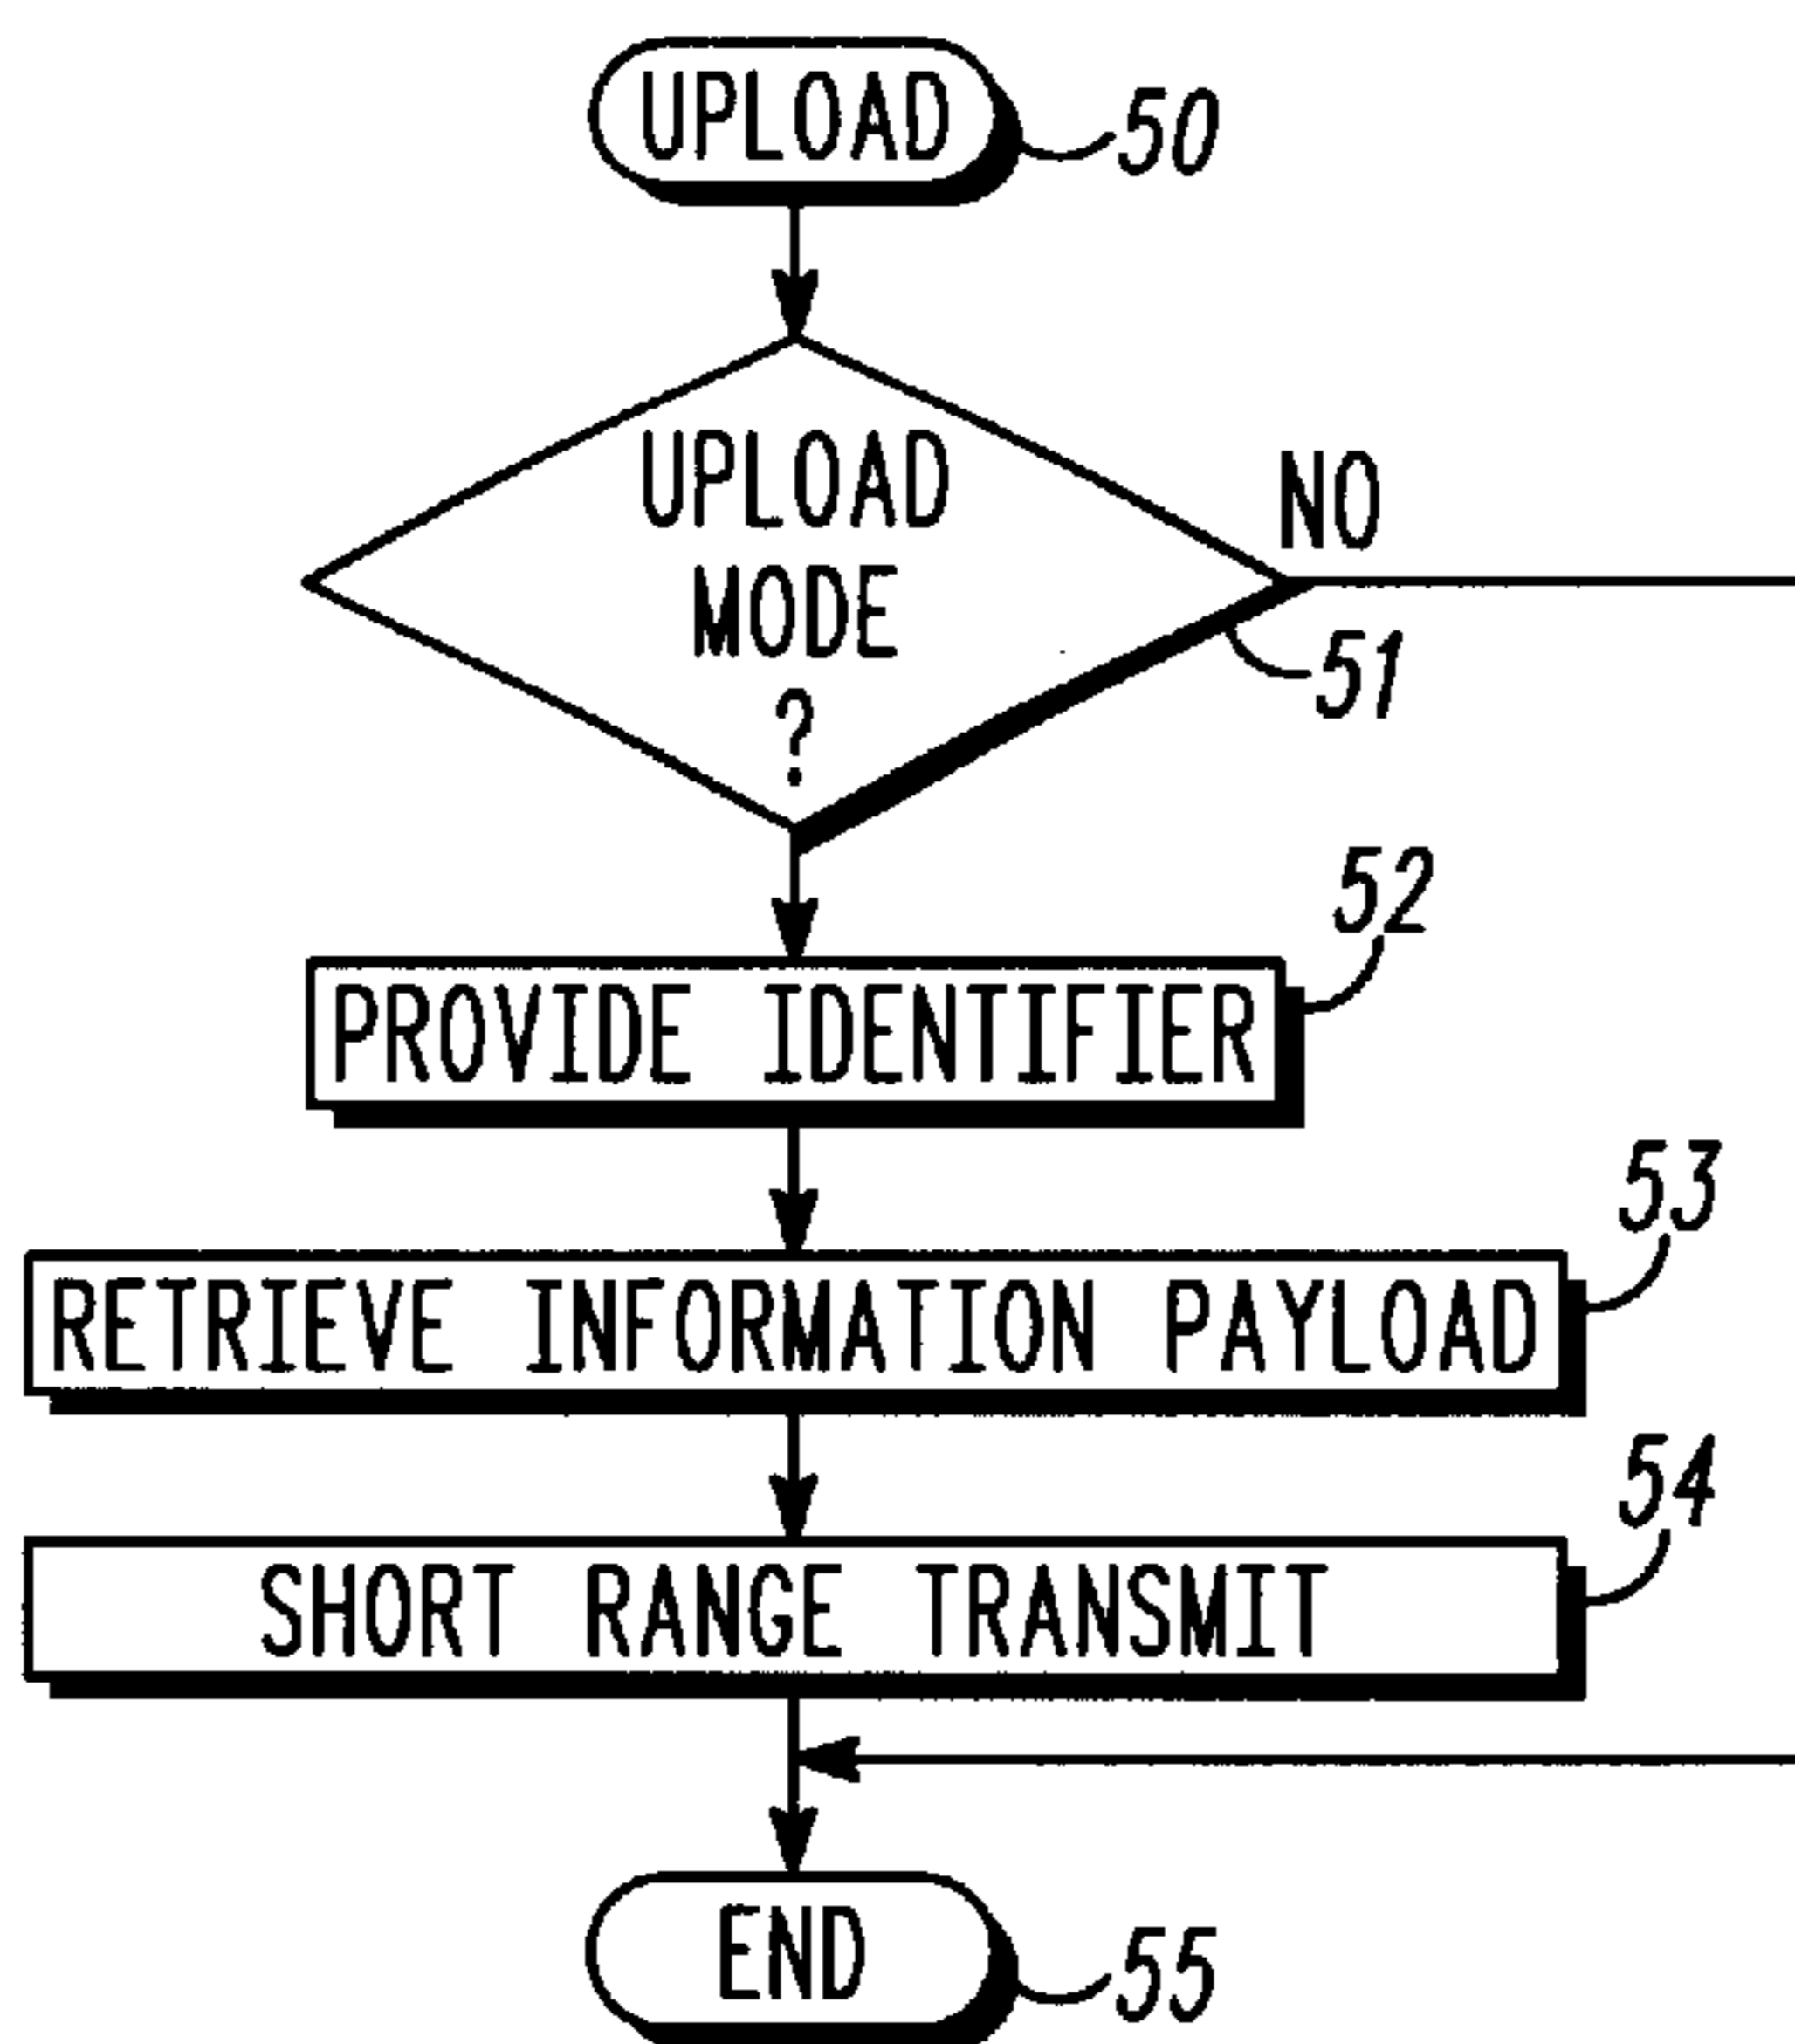 UPLOAD
50
UPLOAD
MODE
?
NO
51
52
PROVIDE IDENTIFIER
53
RETRIEVE INFORMATION PAYLOAD
54
SHORT RANGE TRANSMIT
END
55